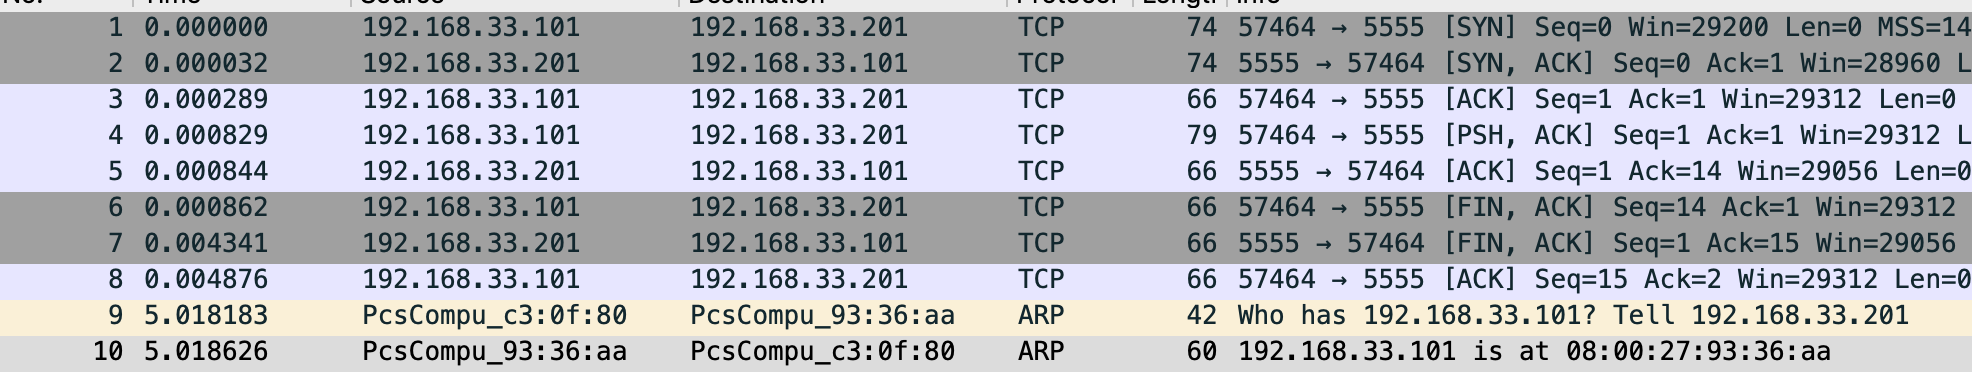 1 0.000000 192.168.33.101 192.168.33.201 TCP 74 57464 → 5555 [SYN] Seq=0 Win=29200 Len=0 MSS=14
2 0.000032 192.168.33.201 192.168.33.101 TCP 74 5555 → 57464 [SYN, ACK] Seq=0 Ack=1 Win=28960 L
3 0.000289 192.168.33.101 192.168.33.201 TCP 66 57464 → 5555 [ACK] Seq=1 Ack=1 Win=29312 Len=0
4 0.000829 192.168.33.101 192.168.33.201 TCP 79 57464 → 5555 [PSH, ACK] Seq=1 Ack=1 Win=29312 L
5 0.000844 192.168.33.201 192.168.33.101 TCP 66 5555 → 57464 [ACK] Seq=1 Ack=14 Win=29056 Len=0
6 0.000862 192.168.33.101 192.168.33.201 TCP 66 57464 → 5555 [FIN, ACK] Seq=14 Ack=1 Win=29312
7 0.004341 192.168.33.201 192.168.33.101 TCP 66 5555 → 57464 [FIN, ACK] Seq=1 Ack=15 Win=29056
8 0.004876 192.168.33.101 192.168.33.201 TCP 66 57464 → 5555 [ACK] Seq=15 Ack=2 Win=29312 Len=0
9 5.018183 PcsCompu_c3:0f:80 PcsCompu_93:36:aa ARP 42 Who has 192.168.33.101? Tell 192.168.33.201
10 5.018626 PcsCompu_93:36:aa PcsCompu_c3:0f:80 ARP 60 192.168.33.101 is at 08:00:27:93:36:aa